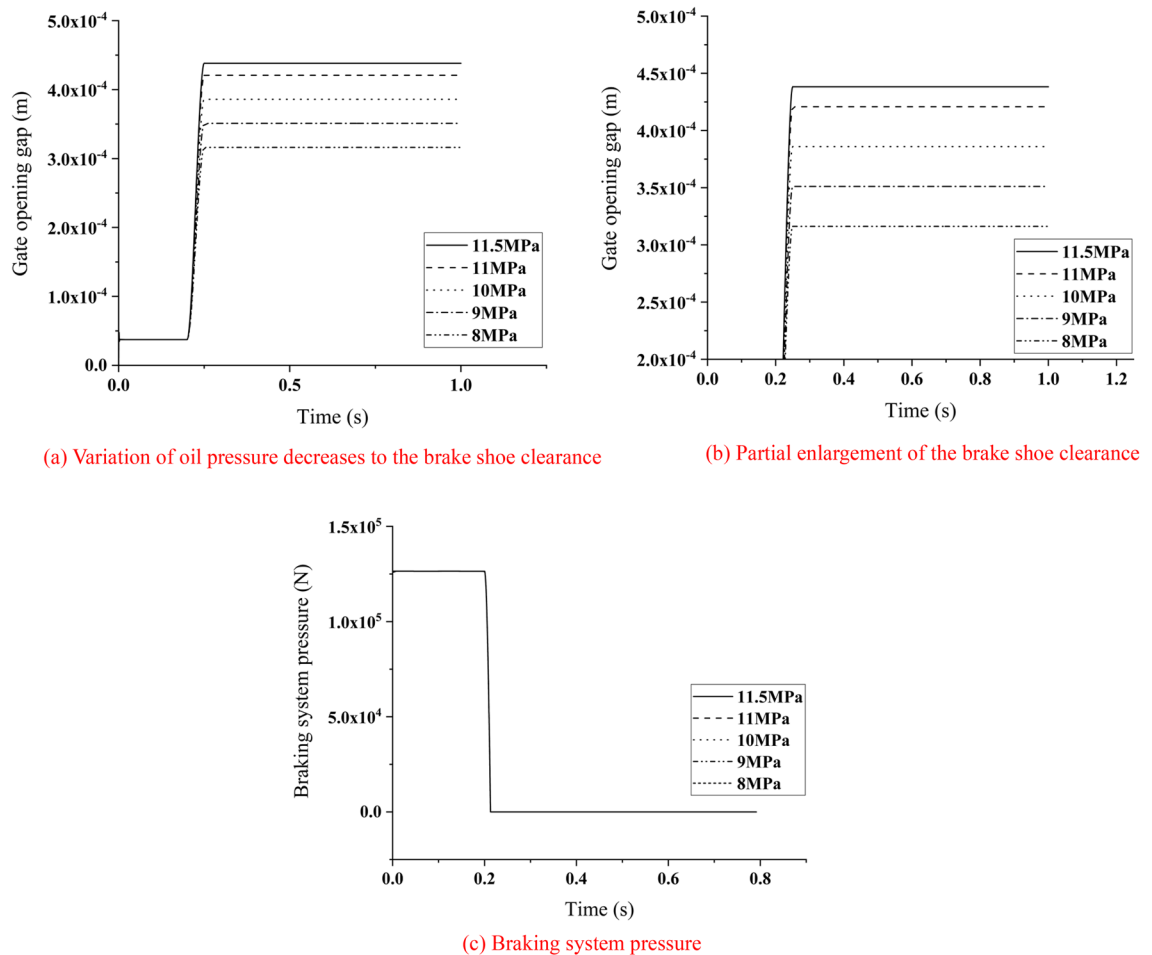 5.0x10⁻⁴
4.0x10⁻⁴
3.0x10⁻⁴
2.0x10⁻⁴
1.0x10⁻⁴
0.0
Gate opening gap (m)
0.0 0.5 1.0
Time (s)
11.5MPa
11MPa
10MPa
9MPa
8MPa
(a) Variation of oil pressure decreases to the brake shoe clearance
5.0x10⁻⁴
4.5x10⁻⁴
4.0x10⁻⁴
3.5x10⁻⁴
3.0x10⁻⁴
2.5x10⁻⁴
2.0x10⁻⁴
Gate opening gap (m)
0.0 0.2 0.4 0.6 0.8 1.0 1.2
Time (s)
11.5MPa
11MPa
10MPa
9MPa
8MPa
(b) Partial enlargement of the brake shoe clearance
1.5x10⁵
1.0x10⁵
5.0x10⁴
0.0
Braking system pressure (N)
0.0 0.2 0.4 0.6 0.8
Time (s)
11.5MPa
11MPa
10MPa
9MPa
8MPa
(c) Braking system pressure